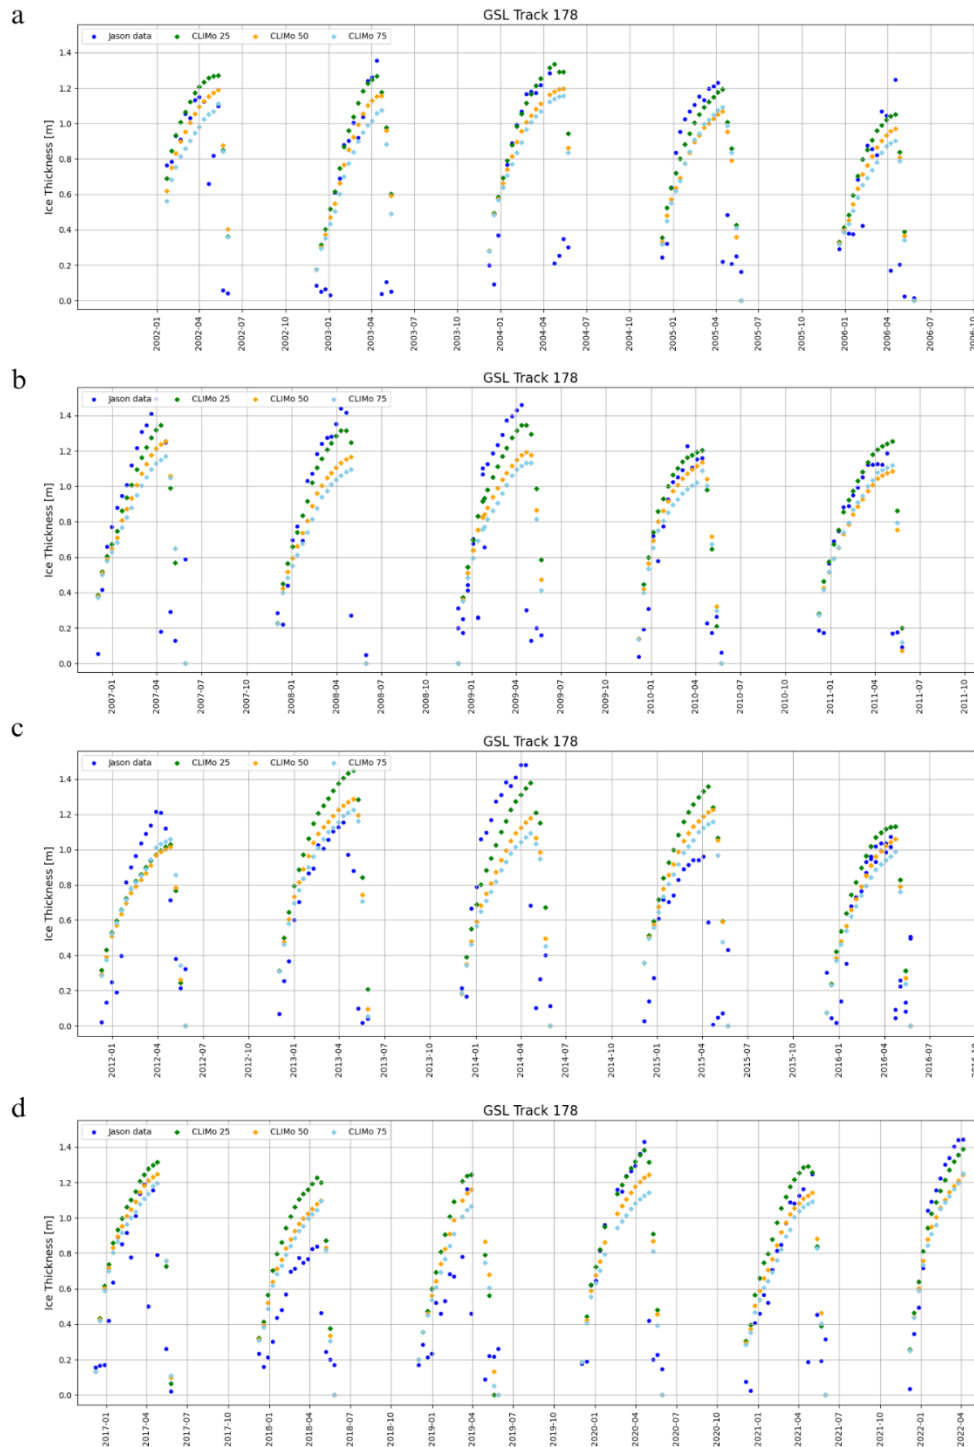 a
GSL Track 178
Jason data CLIMo 25 CLIMo 50 CLIMo 75
Ice Thickness [m]
1.4
1.2
1.0
0.8
0.6
0.4
0.2
0.0
2002-01 2002-04 2002-07 2002-10 2003-01 2003-04 2003-07 2003-10 2004-01 2004-04 2004-07 2004-10 2005-01 2005-04 2005-07 2005-10 2006-01 2006-04 2006-07 2006-10
b
GSL Track 178
Jason data CLIMo 25 CLIMo 50 CLIMo 75
Ice Thickness [m]
1.4
1.2
1.0
0.8
0.6
0.4
0.2
0.0
2007-01 2007-04 2007-07 2007-10 2008-01 2008-04 2008-07 2008-10 2009-01 2009-04 2009-07 2009-10 2010-01 2010-04 2010-07 2010-10 2011-01 2011-04 2011-07 2011-10
c
GSL Track 178
Jason data CLIMo 25 CLIMo 50 CLIMo 75
Ice Thickness [m]
1.4
1.2
1.0
0.8
0.6
0.4
0.2
0.0
2012-01 2012-04 2012-07 2012-10 2013-01 2013-04 2013-07 2013-10 2014-01 2014-04 2014-07 2014-10 2015-01 2015-04 2015-07 2015-10 2016-01 2016-04 2016-07
d
GSL Track 178
Jason data CLIMo 25 CLIMo 50 CLIMo 75
Ice Thickness [m]
1.4
1.2
1.0
0.8
0.6
0.4
0.2
0.0
2017-01 2017-04 2017-07 2017-10 2018-01 2018-04 2018-07 2018-10 2019-01 2019-04 2019-07 2019-10 2020-01 2020-04 2020-07 2020-10 2021-01 2021-04 2021-07 2021-10 2022-01 2022-04